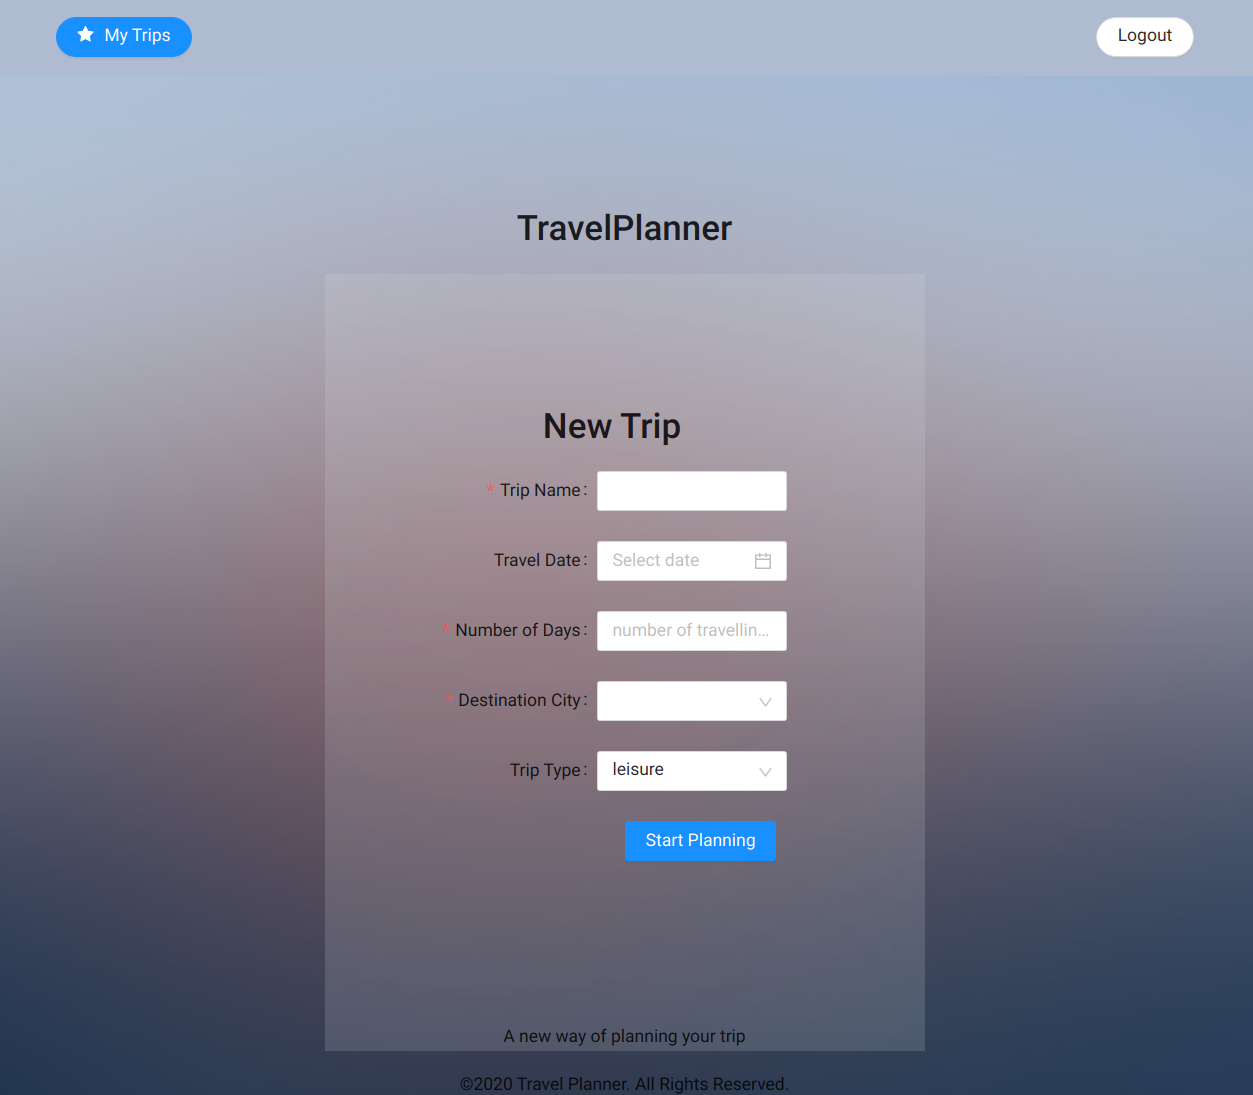 My Trips
Logout
TravelPlanner
New Trip
* Trip Name:
Travel Date:
Select date
* Number of Days:
number of travellin...
* Destination City:
Trip Type:
leisure
Start Planning
A new way of planning your trip
©2020 Travel Planner. All Rights Reserved.